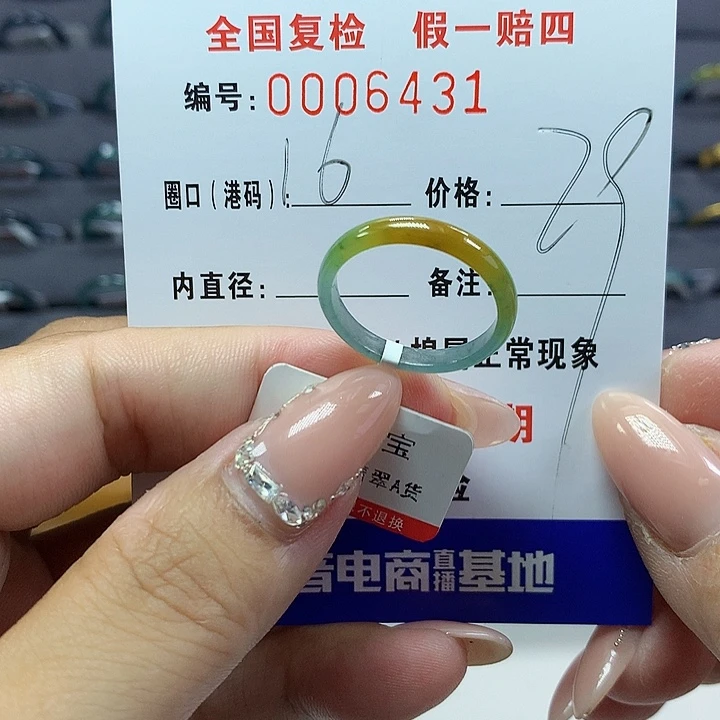 全国复检 假一赔四
编号:0006431
圈口(港码):16 价格:29
内直径: 备注:
正常现象
宝
翠A货
不退换
电商直播基地